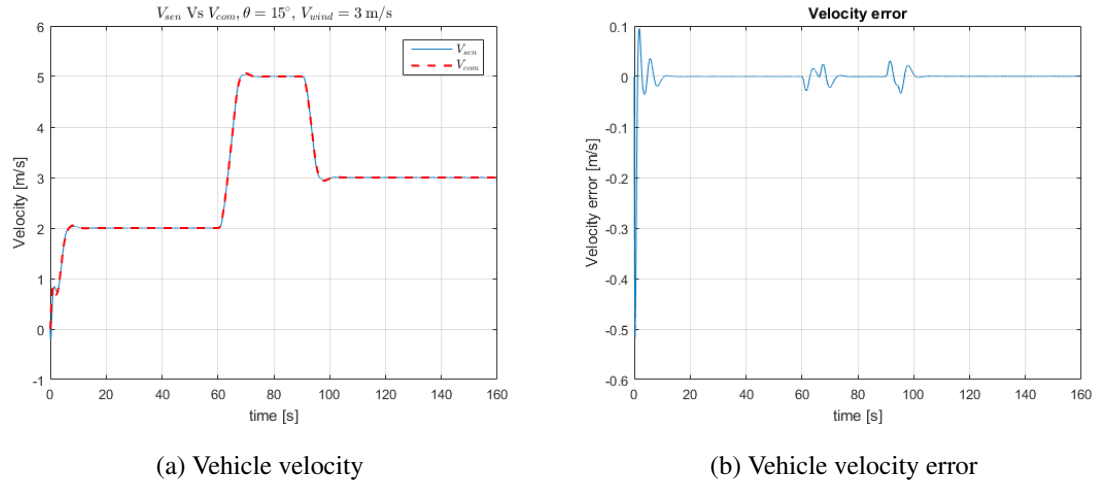 V_sen Vs V_com, θ = 15°, V_wind = 3 m/s
6
5
4
3
2
1
0
-1
Velocity [m/s]
V_sen
V_com
0 20 40 60 80 100 120 140 160
time [s]
(a) Vehicle velocity
Velocity error
0.1
0
-0.1
-0.2
-0.3
-0.4
-0.5
-0.6
Velocity error [m/s]
0 20 40 60 80 100 120 140 160
time [s]
(b) Vehicle velocity error